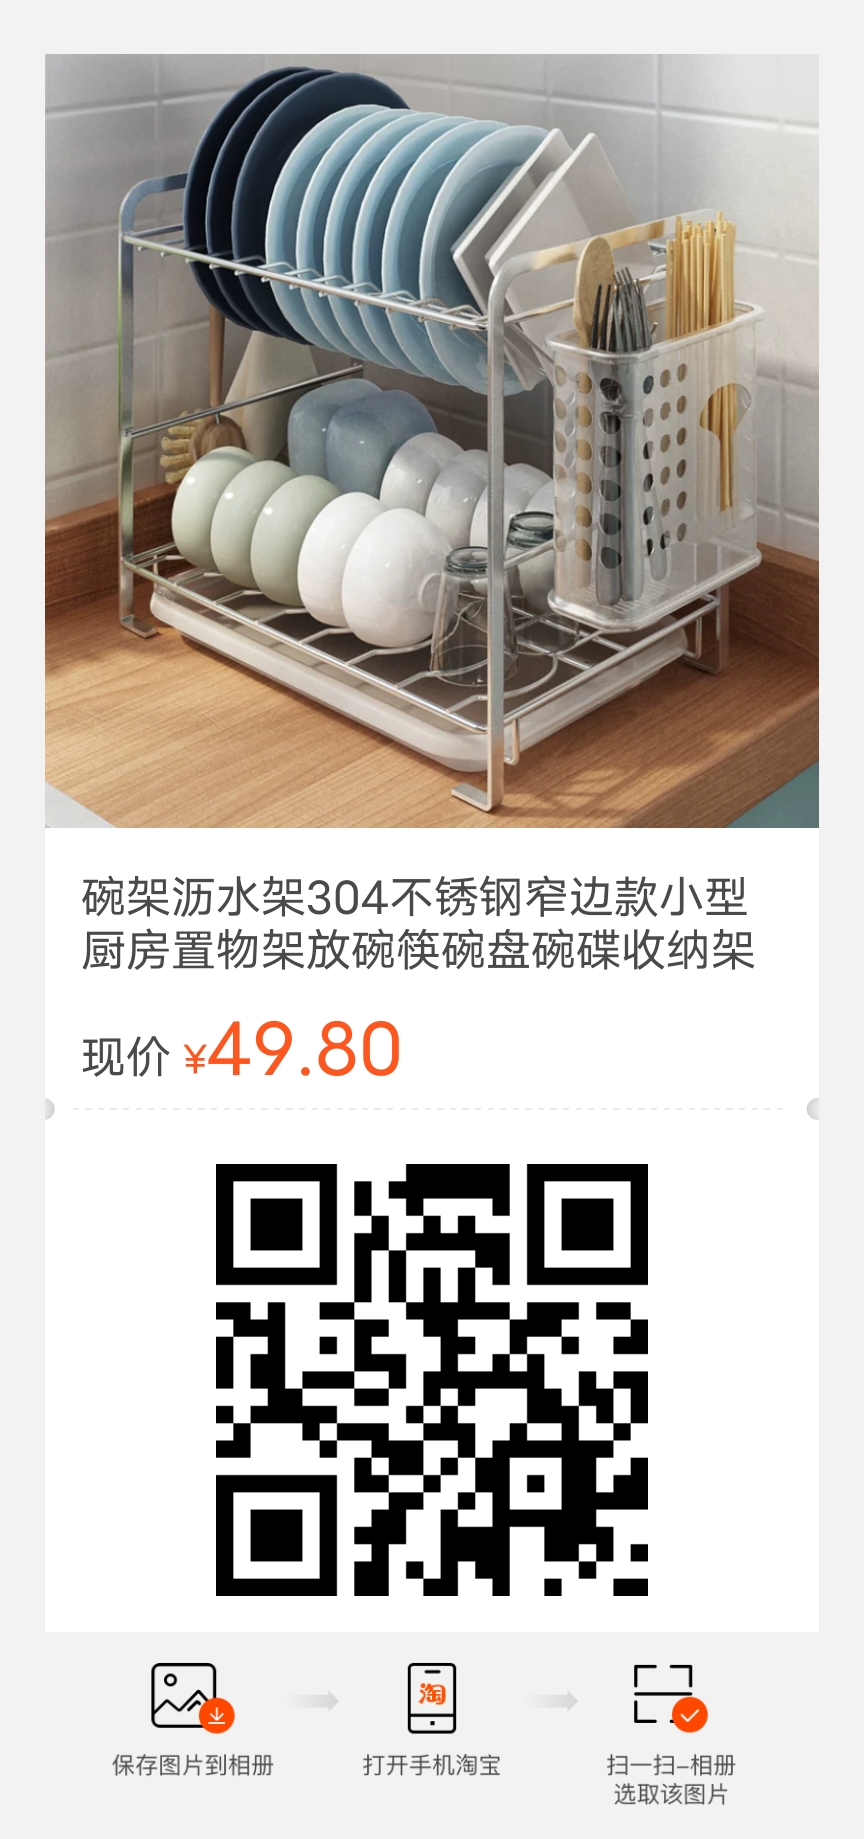 碗架沥水架304不锈钢窄边款小型
厨房置物架放碗筷碗盘碗碟收纳架
现价 ¥49.80
淘
保存图片到相册
打开手机淘宝
扫一扫-相册
选取该图片